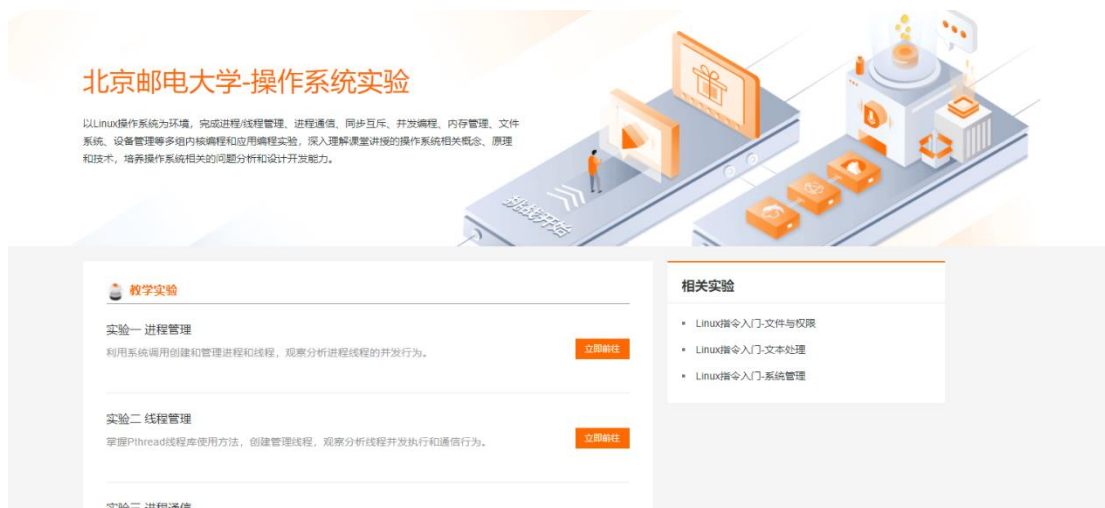 北京邮电大学-操作系统实验
以Linux操作系统为环境，完成进程/线程管理、进程通信、同步互斥、并发编程、内存管理、文件
系统、设备管理等多组内核编程和应用编程实验，深入理解课堂讲授的操作系统相关概念、原理
和技术，培养操作系统相关的问题分析和设计开发能力。
挑战开始
教学实验
实验一 进程管理
利用系统调用创建和管理进程和线程，观察分析进程线程的并发行为。
立即前往
实验二 线程管理
掌握Pthread线程库使用方法，创建管理线程，观察分析线程并发执行和通信行为。
立即前往
实验三 进程通信
相关实验
Linux指令入门-文件与权限
Linux指令入门-文本处理
Linux指令入门-系统管理